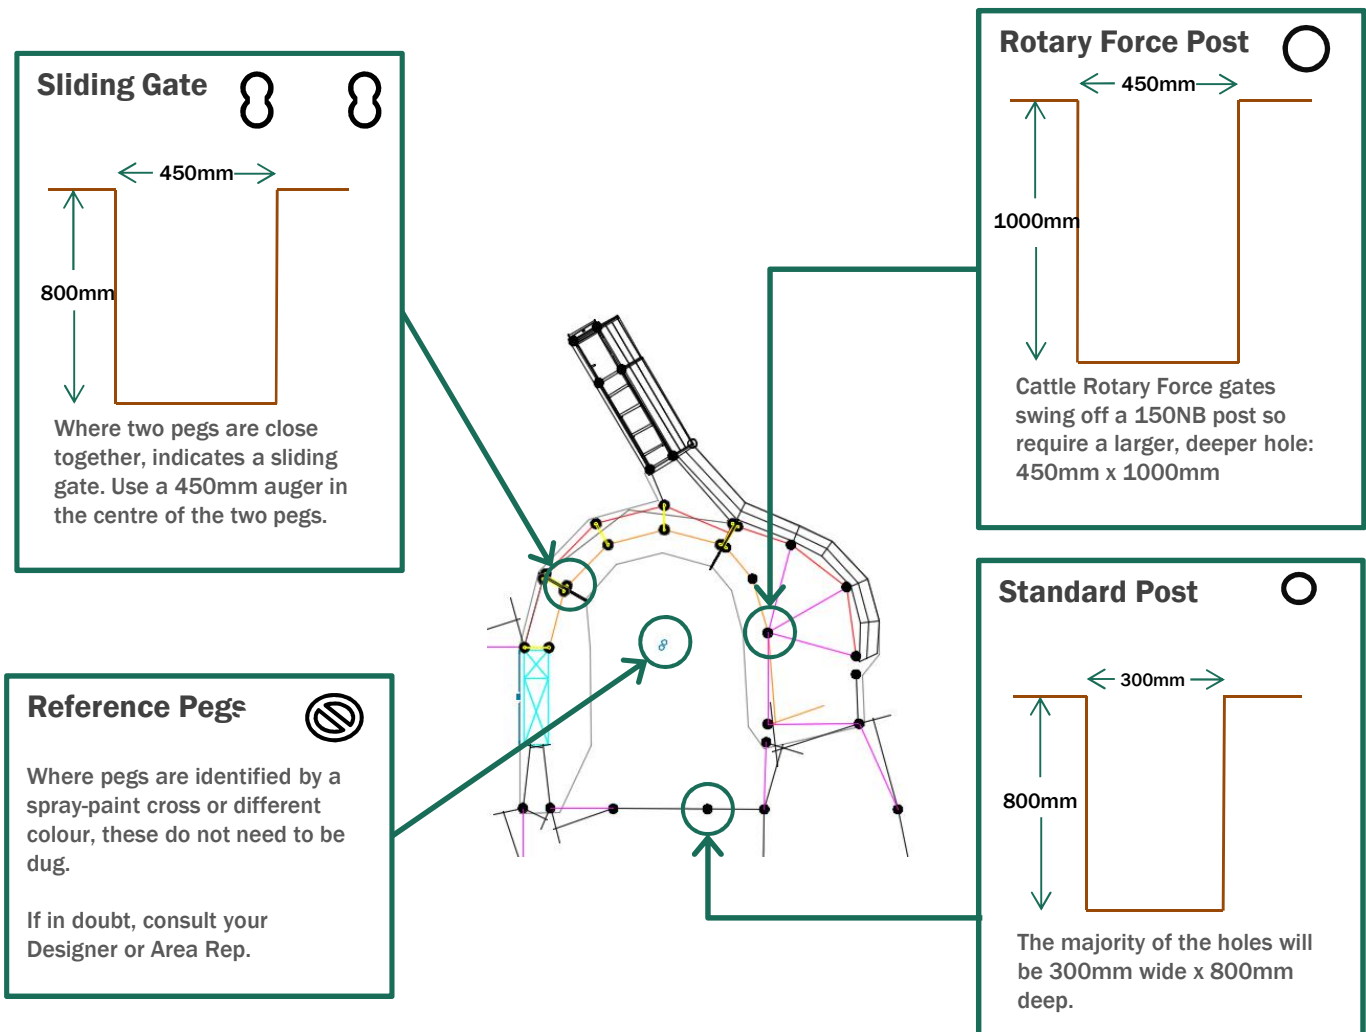 Sliding Gate
450mm
800mm
Where two pegs are close
together, indicates a sliding
gate. Use a 450mm auger in
the centre of the two pegs.
Reference Pegs
Where pegs are identified by a
spray-paint cross or different
colour, these do not need to be
dug.
If in doubt, consult your
Designer or Area Rep.
Rotary Force Post
450mm
1000mm
Cattle Rotary Force gates
swing off a 150NB post so
require a larger, deeper hole:
450mm x 1000mm
Standard Post
300mm
800mm
The majority of the holes will
be 300mm wide x 800mm
deep.